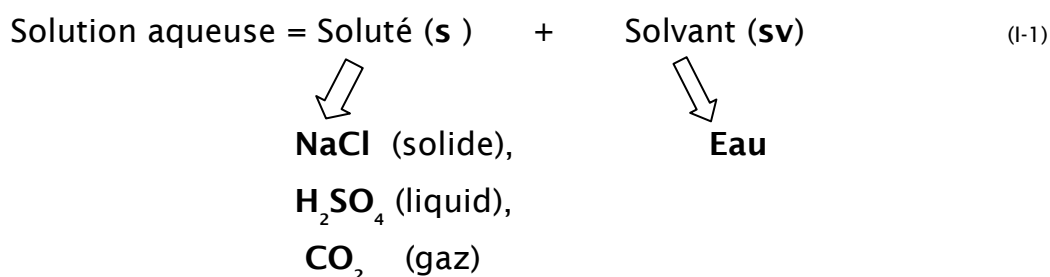 Solution aqueuse = Soluté (s ) + Solvant (sv) (I-1)
NaCl (solide), Eau
H₂SO₄ (liquid),
CO₂ (gaz)